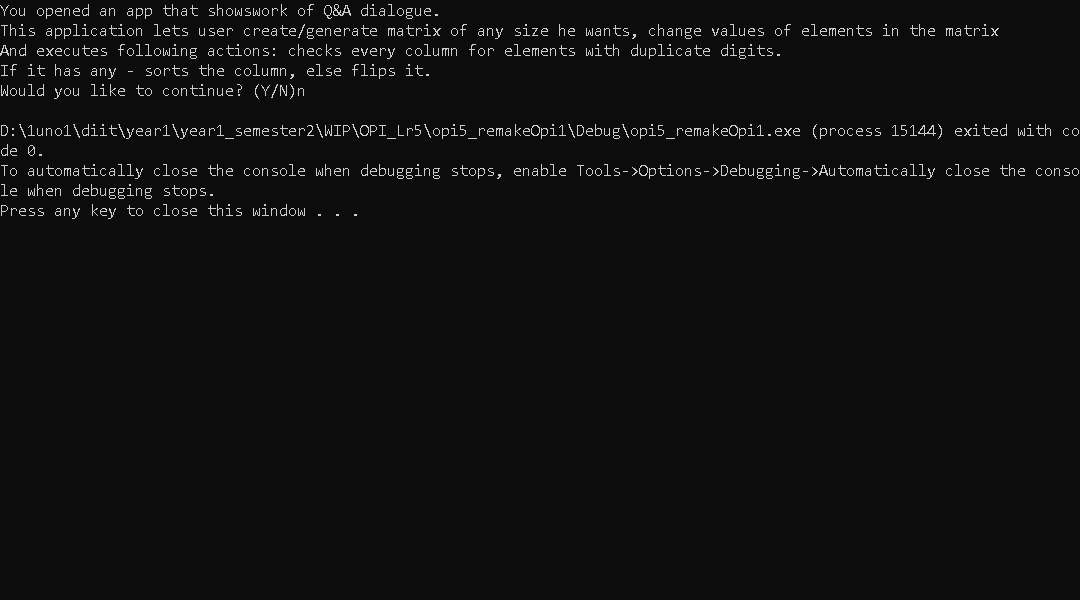 You opened an app that showswork of Q&A dialogue.
This application lets user create/generate matrix of any size he wants, change values of elements in the matrix
And executes following actions: checks every column for elements with duplicate digits.
If it has any - sorts the column, else flips it.
Would you like to continue? (Y/N)n
D:\1uno1\diit\year1\year1_semester2\WIP\OPI_Lr5\opi5_remakeOpi1\Debug\opi5_remakeOpi1.exe (process 15144) exited with co
de 0.
To automatically close the console when debugging stops, enable Tools->Options->Debugging->Automatically close the conso
le when debugging stops.
Press any key to close this window . . .